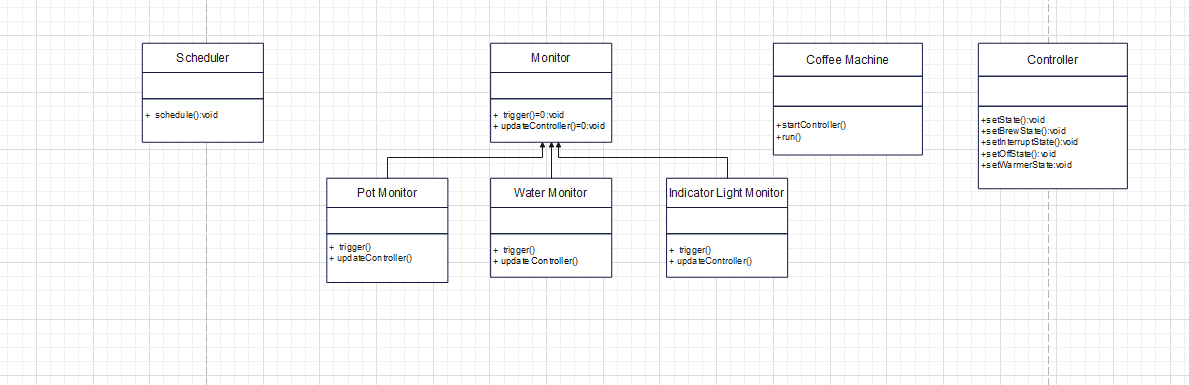 Scheduler
+ schedule():void
Monitor
+ trigger()=0:void
+ updateController()=0:void
Coffee Machine
+startController()
+run()
Controller
+setState():void
+setBrewState():void
+setInterruptState():void
+setOffState():void
+setWarmerState:void
Pot Monitor
+ trigger()
+ updateController()
Water Monitor
+ trigger()
+ update Controller()
Indicator Light Monitor
+ trigger()
+ updateController()